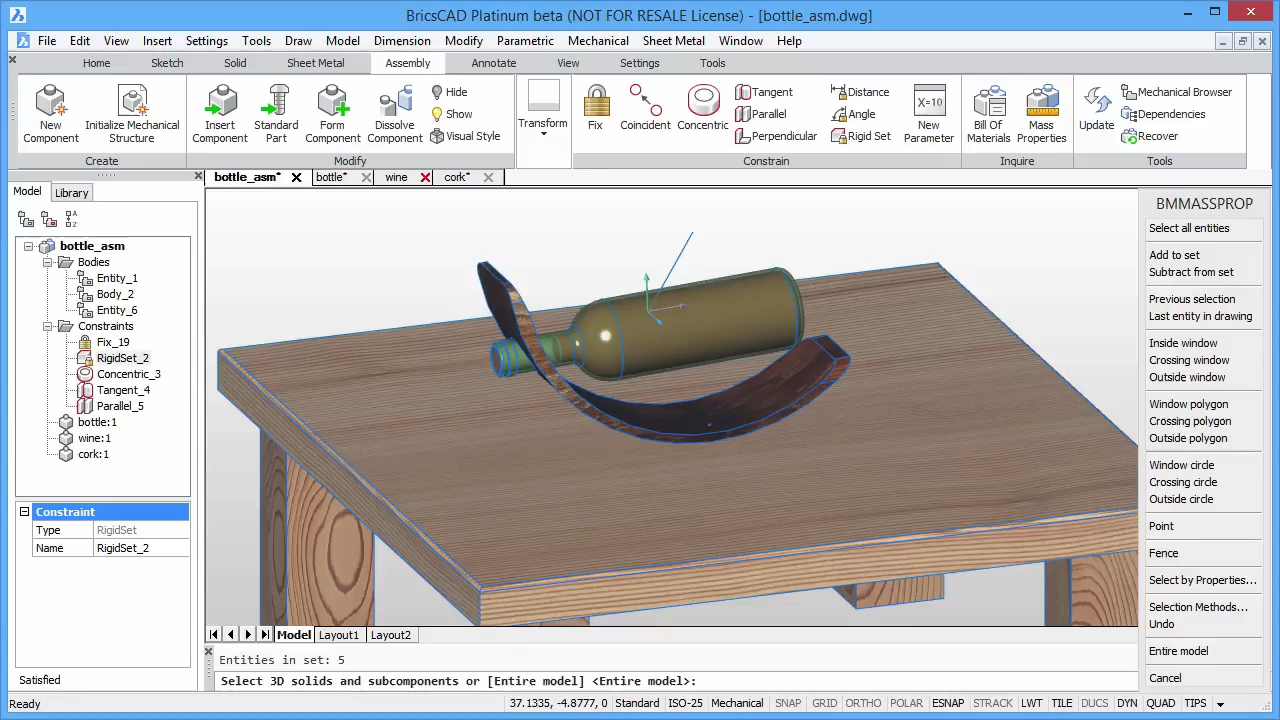 BricsCAD Platinum beta (NOT FOR RESALE License) - [bottle_asm.dwg]
File Edit View Insert Settings Tools Draw Model Dimension Modify Parametric Mechanical Sheet Metal Window Help
Home Sketch Solid Sheet Metal Assembly Annotate View Settings Tools
New Component
Initialize Mechanical Structure
Create
Insert Component
Standard Part
Form Component
Dissolve Component
Hide
Show
Visual Style
Modify
Transform
Fix
Coincident
Concentric
Tangent
Parallel
Perpendicular
Distance
Angle
Rigid Set
X=10
New Parameter
Constrain
Bill Of Materials
Mass Properties
Inquire
Update
Mechanical Browser
Dependencies
Recover
Tools
bottle_asm* bottle* wine cork*
Model Library
bottle_asm
Bodies
Entity_1
Body_2
Entity_6
Constraints
Fix_19
RigidSet_2
Concentric_3
Tangent_4
Parallel_5
bottle:1
wine:1
cork:1
Constraint
Type RigidSet
Name RigidSet_2
Satisfied
BMMASSPROP
Select all entities
Add to set
Subtract from set
Previous selection
Last entity in drawing
Inside window
Crossing window
Outside window
Window polygon
Crossing polygon
Outside polygon
Window circle
Crossing circle
Outside circle
Point
Fence
Select by Properties...
Selection Methods...
Undo
Entire model
Cancel
Model Layout1 Layout2
Entities in set: 5
Select 3D solids and subcomponents or [Entire model] <Entire model>:
Ready 37.1335, -4.8777, 0 Standard ISO-25 Mechanical SNAP GRID ORTHO POLAR ESNAP STRACK LWT TILE DUCS DYN QUAD TIPS